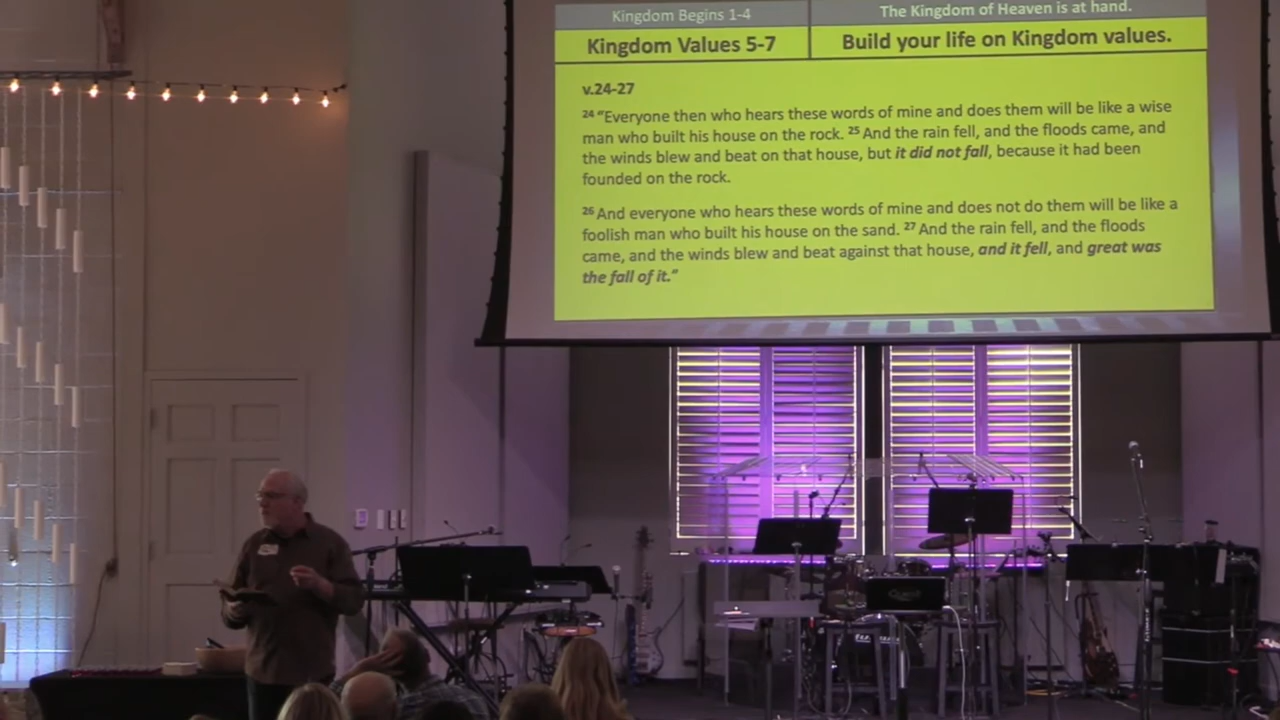 Kingdom Begins 1-4
The Kingdom of Heaven is at hand.
Kingdom Values 5-7
Build your life on Kingdom values.
v.24-27
24 "Everyone then who hears these words of mine and does them will be like a wise
man who built his house on the rock. 25 And the rain fell, and the floods came, and
the winds blew and beat on that house, but it did not fall, because it had been
founded on the rock.
26 And everyone who hears these words of mine and does not do them will be like a
foolish man who built his house on the sand. 27 And the rain fell, and the floods
came, and the winds blew and beat against that house, and it fell, and great was
the fall of it."